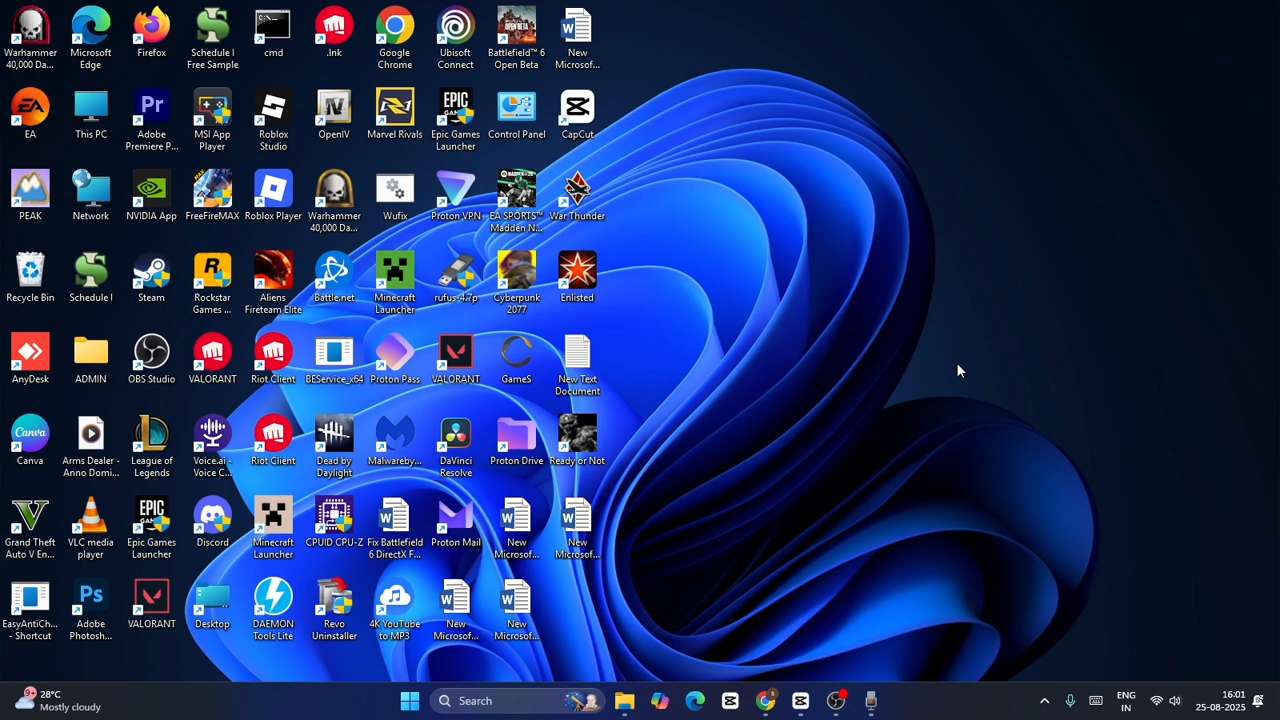 Warhammer 40,000 Da...
Microsoft Edge
Firefox
Schedule I Free Sample
cmd
.Ink
Google Chrome
Ubisoft Connect
Battlefield™ 6 Open Beta
New Microsof...
EA
This PC
Adobe Premiere P...
MSI App Player
Roblox Studio
OpenIV
Marvel Rivals
Epic Games Launcher
Control Panel
CapCut
PEAK
Network
NVIDIA App
FreeFireMAX
Roblox Player
Warhammer 40,000 Da...
Wufix
Proton VPN
EA SPORTS™ Madden N...
War Thunder
Recycle Bin
Schedule I
Steam
Rockstar Games ...
Aliens Fireteam Elite
Battle.net
Minecraft Launcher
rufus-4.7p
Cyberpunk 2077
Enlisted
AnyDesk
ADMIN
OBS Studio
VALORANT
Riot Client
BEService_x64
Proton Pass
VALORANT
GameS
New Text Document
Canva
Arms Dealer - Anno Domi...
League of Legends
Voice.ai - Voice C...
Riot Client
Dead by Daylight
Malwareby...
DaVinci Resolve
Proton Drive
Ready or Not
Grand Theft Auto V En...
VLC media player
Epic Games Launcher
Discord
Minecraft Launcher
CPUID CPU-Z
Fix Battlefield 6 DirectX F...
Proton Mail
New Microsof...
New Microsof...
EasyAntiCh... - Shortcut
Adobe Photosh...
VALORANT
Desktop
DAEMON Tools Lite
Revo Uninstaller
4K YouTube to MP3
New Microsof...
New Microsof...
28°C
Mostly cloudy
Search
ENG
IN
16:01
25-08-2025